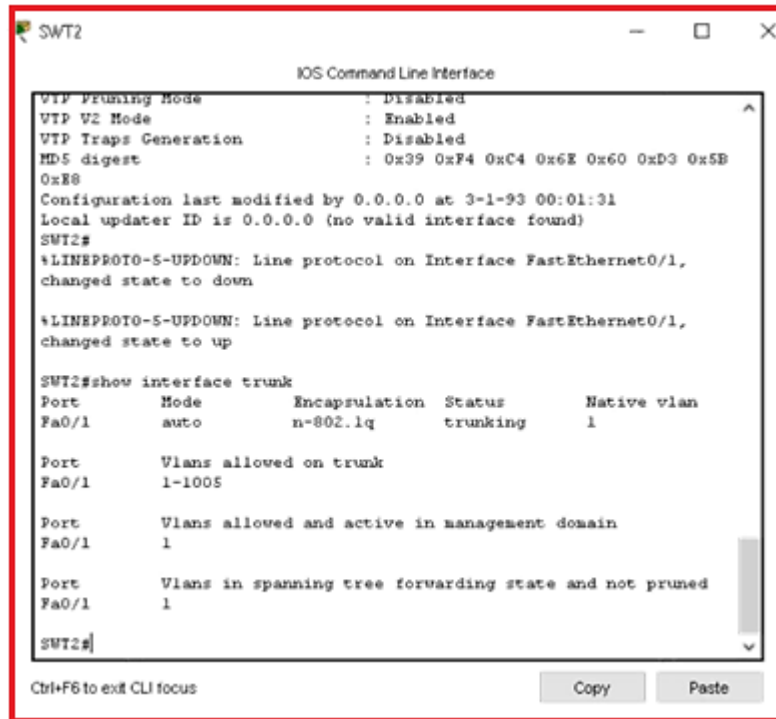 SWT2
IOS Command Line Interface
VTP Pruning Mode : Disabled
VTP V2 Mode : Enabled
VTP Traps Generation : Disabled
MD5 digest : 0x39 0xF4 0xC4 0x6E 0x60 0xD3 0x5B
0xE8
Configuration last modified by 0.0.0.0 at 3-1-93 00:01:31
Local updater ID is 0.0.0.0 (no valid interface found)
SWT2#
%LINEPROTO-5-UPDOWN: Line protocol on Interface FastEthernet0/1,
changed state to down
%LINEPROTO-5-UPDOWN: Line protocol on Interface FastEthernet0/1,
changed state to up
SWT2#show interface trunk
Port Mode Encapsulation Status Native vlan
Fa0/1 auto n-802.1q trunking 1
Port Vlans allowed on trunk
Fa0/1 1-1005
Port Vlans allowed and active in management domain
Fa0/1 1
Port Vlans in spanning tree forwarding state and not pruned
Fa0/1 1
SWT2#
Ctrl+F6 to exit CLI focus
Copy Paste